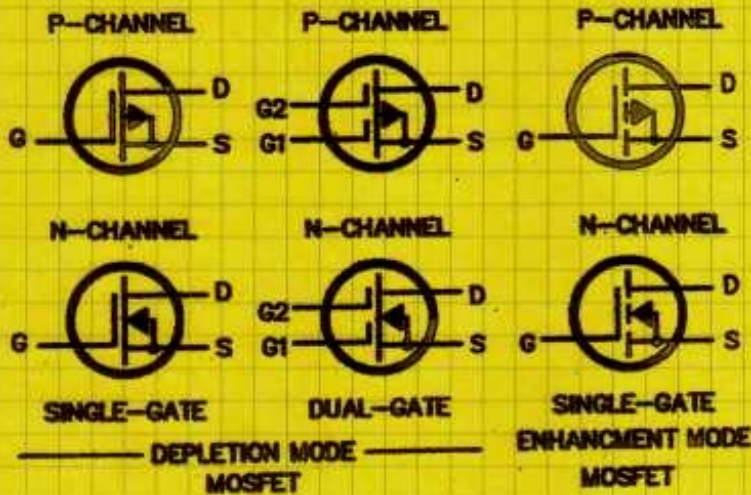 P-CHANNEL P-CHANNEL P-CHANNEL
D D D
G2
G G1 G
S S S
N-CHANNEL N-CHANNEL N-CHANNEL
D D D
G2
G G1 G
S S S
SINGLE-GATE DUAL-GATE SINGLE-GATE
DEPLETION MODE ENHANCMENT MODE
MOSFET MOSFET